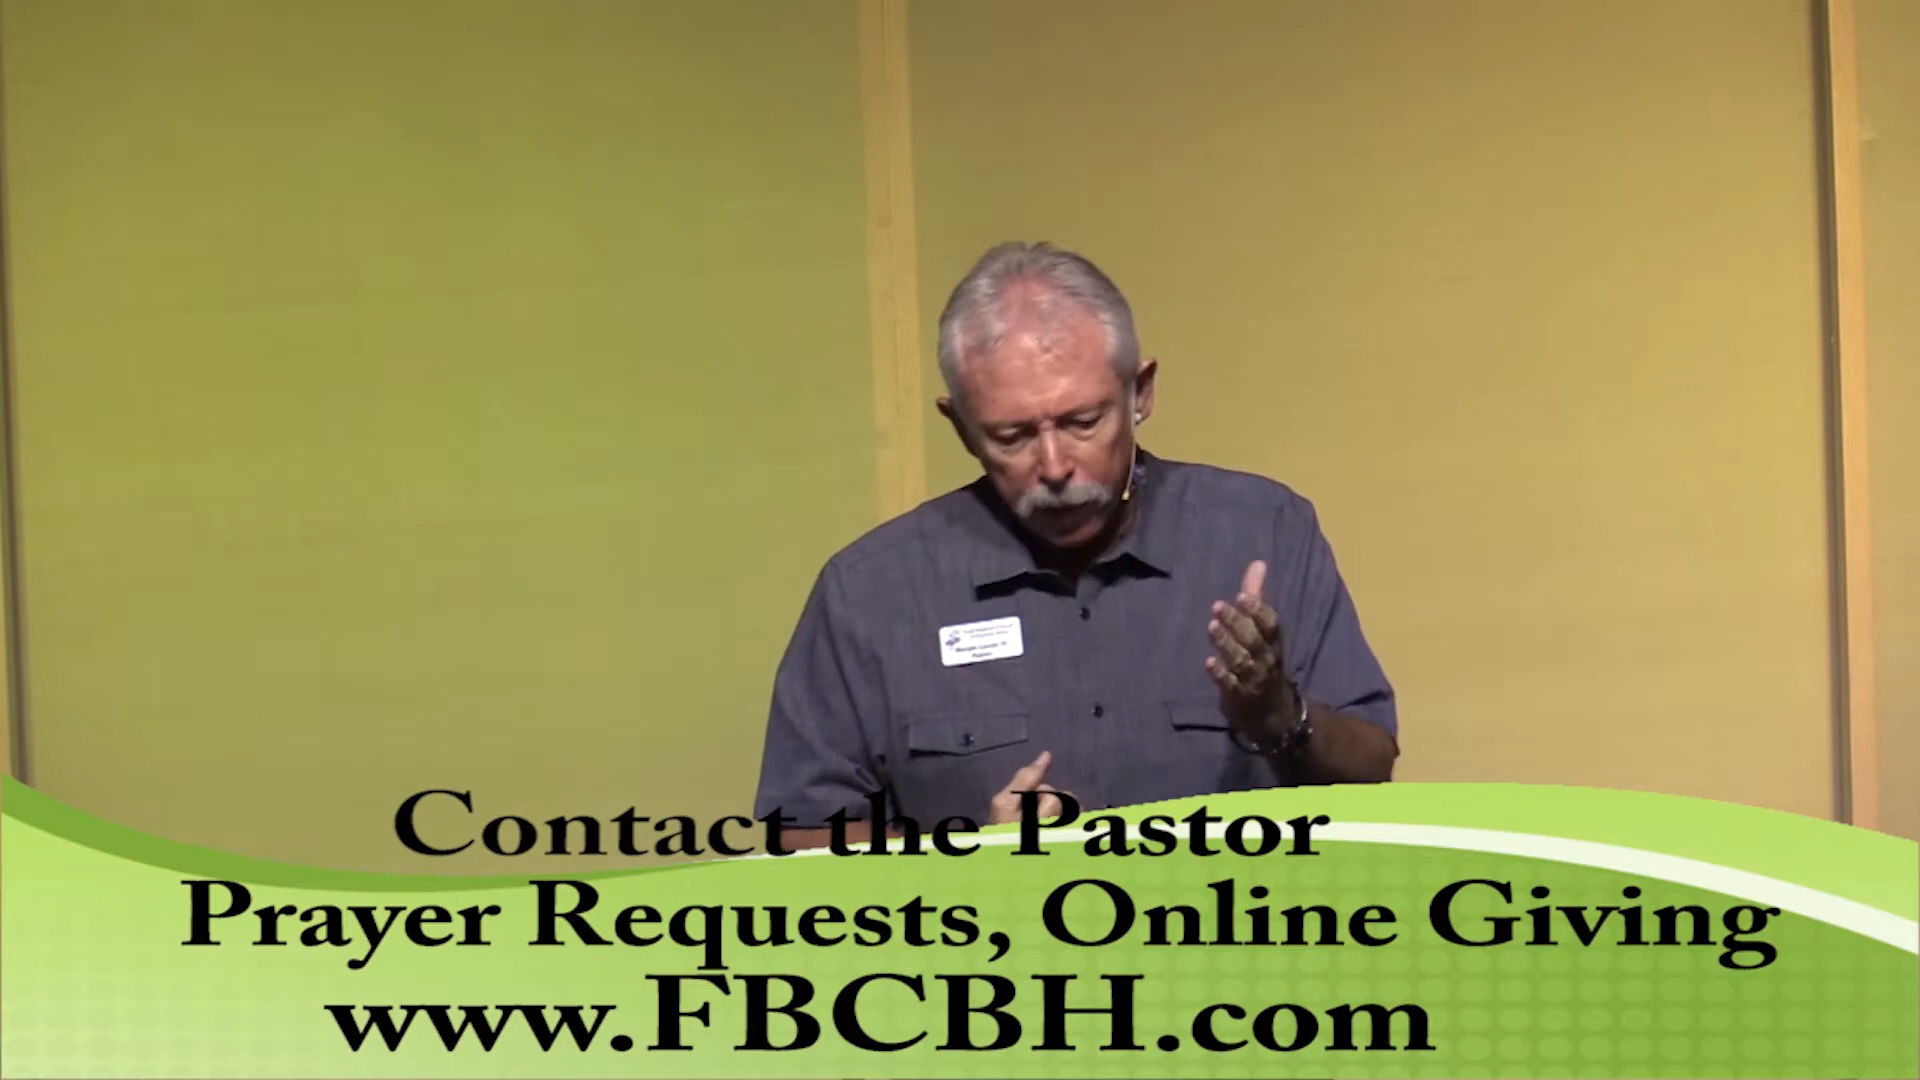 Contact the Pastor
Prayer Requests, Online Giving
www.FBCBH.com